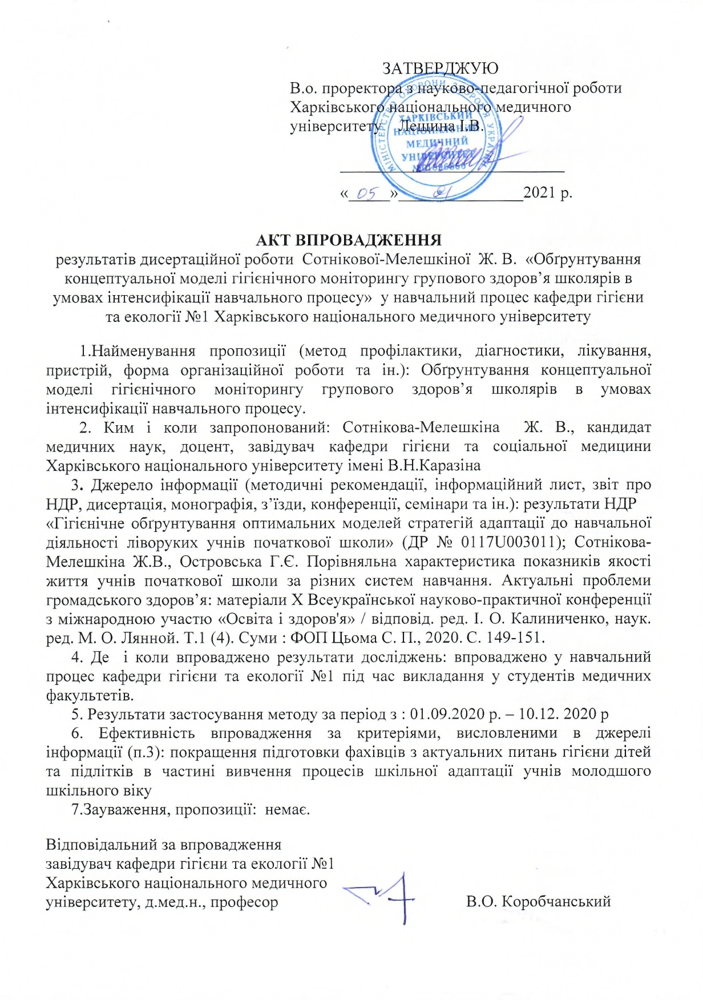 ЗАТВЕРДЖУЮ
В.о. проректора з науково-педагогічної роботи
Харківського національного медичного
університету Лещина І.В.
МІНІСТЕРСТВО ОХОРОНИ ЗДОРОВ'Я УКРАЇНИ
ХАРКІВСЬКИЙ
НАЦІОНАЛЬНИЙ
МЕДИЧНИЙ
УНІВЕРСИТЕТ
« 05 » 01 2021 р.
АКТ ВПРОВАДЖЕННЯ
результатів дисертаційної роботи Сотнікової-Мелешкіної Ж. В. «Обґрунтування
концептуальної моделі гігієнічного моніторингу групового здоров’я школярів в
умовах інтенсифікації навчального процесу» у навчальний процес кафедри гігієни
та екології №1 Харківського національного медичного університету
1.Найменування пропозиції (метод профілактики, діагностики, лікування,
пристрій, форма організаційної роботи та ін.): Обґрунтування концептуальної
моделі гігієнічного моніторингу групового здоров’я школярів в умовах
інтенсифікації навчального процесу.
2. Ким і коли запропонований: Сотнікова-Мелешкіна Ж. В., кандидат
медичних наук, доцент, завідувач кафедри гігієни та соціальної медицини
Харківського національного університету імені В.Н.Каразіна
3. Джерело інформації (методичні рекомендації, інформаційний лист, звіт про
НДР, дисертація, монографія, з’їзди, конференції, семінари та ін.): результати НДР
«Гігієнічне обґрунтування оптимальних моделей стратегій адаптації до навчальної
діяльності ліворуких учнів початкової школи» (ДР № 0117U003011); Сотнікова-
Мелешкіна Ж.В., Островська Г.Є. Порівняльна характеристика показників якості
життя учнів початкової школи за різних систем навчання. Актуальні проблеми
громадського здоров’я: матеріали X Всеукраїнської науково-практичної конференції
з міжнародною участю «Освіта і здоров'я» / відповід. ред. І. О. Калиниченко, наук.
ред. М. О. Лянной. Т.1 (4). Суми : ФОП Цьома С. П., 2020. С. 149-151.
4. Де і коли впроваджено результати досліджень: впроваджено у навчальний
процес кафедри гігієни та екології №1 під час викладання у студентів медичних
факультетів.
5. Результати застосування методу за період з : 01.09.2020 р. – 10.12. 2020 р
6. Ефективність впровадження за критеріями, висловленими в джерелі
інформації (п.3): покращення підготовки фахівців з актуальних питань гігієни дітей
та підлітків в частині вивчення процесів шкільної адаптації учнів молодшого
шкільного віку
7.Зауваження, пропозиції: немає.
Відповідальний за впровадження
завідувач кафедри гігієни та екології №1
Харківського національного медичного
університету, д.мед.н., професор В.О. Коробчанський